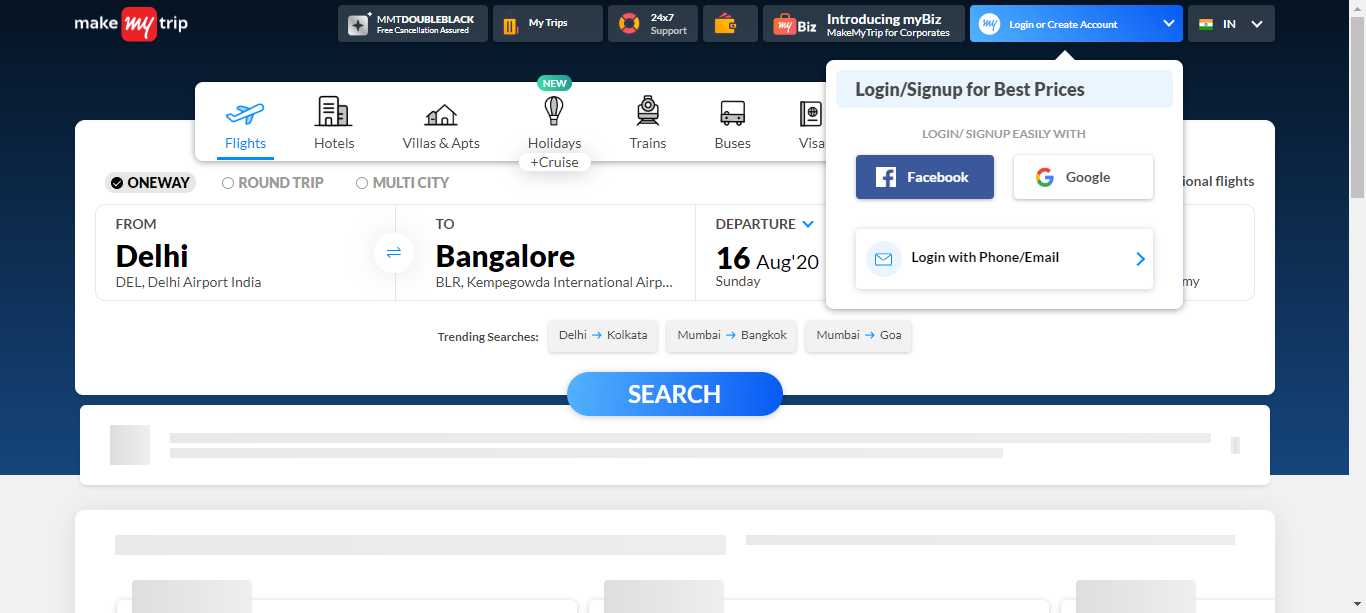 make my trip
MMTDOUBLEBLACK
Free Cancellation Assured
My Trips
24x7
Support
my Biz
Introducing myBiz
MakeMyTrip for Corporates
my
Login or Create Account
IN
Login/Signup for Best Prices
LOGIN/ SIGNUP EASILY WITH
Facebook
Google
Login with Phone/Email
NEW
Flights
Hotels
Villas & Apts
Holidays
+Cruise
Trains
Buses
Visa
ONEWAY
ROUND TRIP
MULTI CITY
ional flights
FROM
Delhi
DEL, Delhi Airport India
TO
Bangalore
BLR, Kempegowda International Airp...
DEPARTURE
16 Aug'20
Sunday
my
Trending Searches:
Delhi → Kolkata
Mumbai → Bangkok
Mumbai → Goa
SEARCH